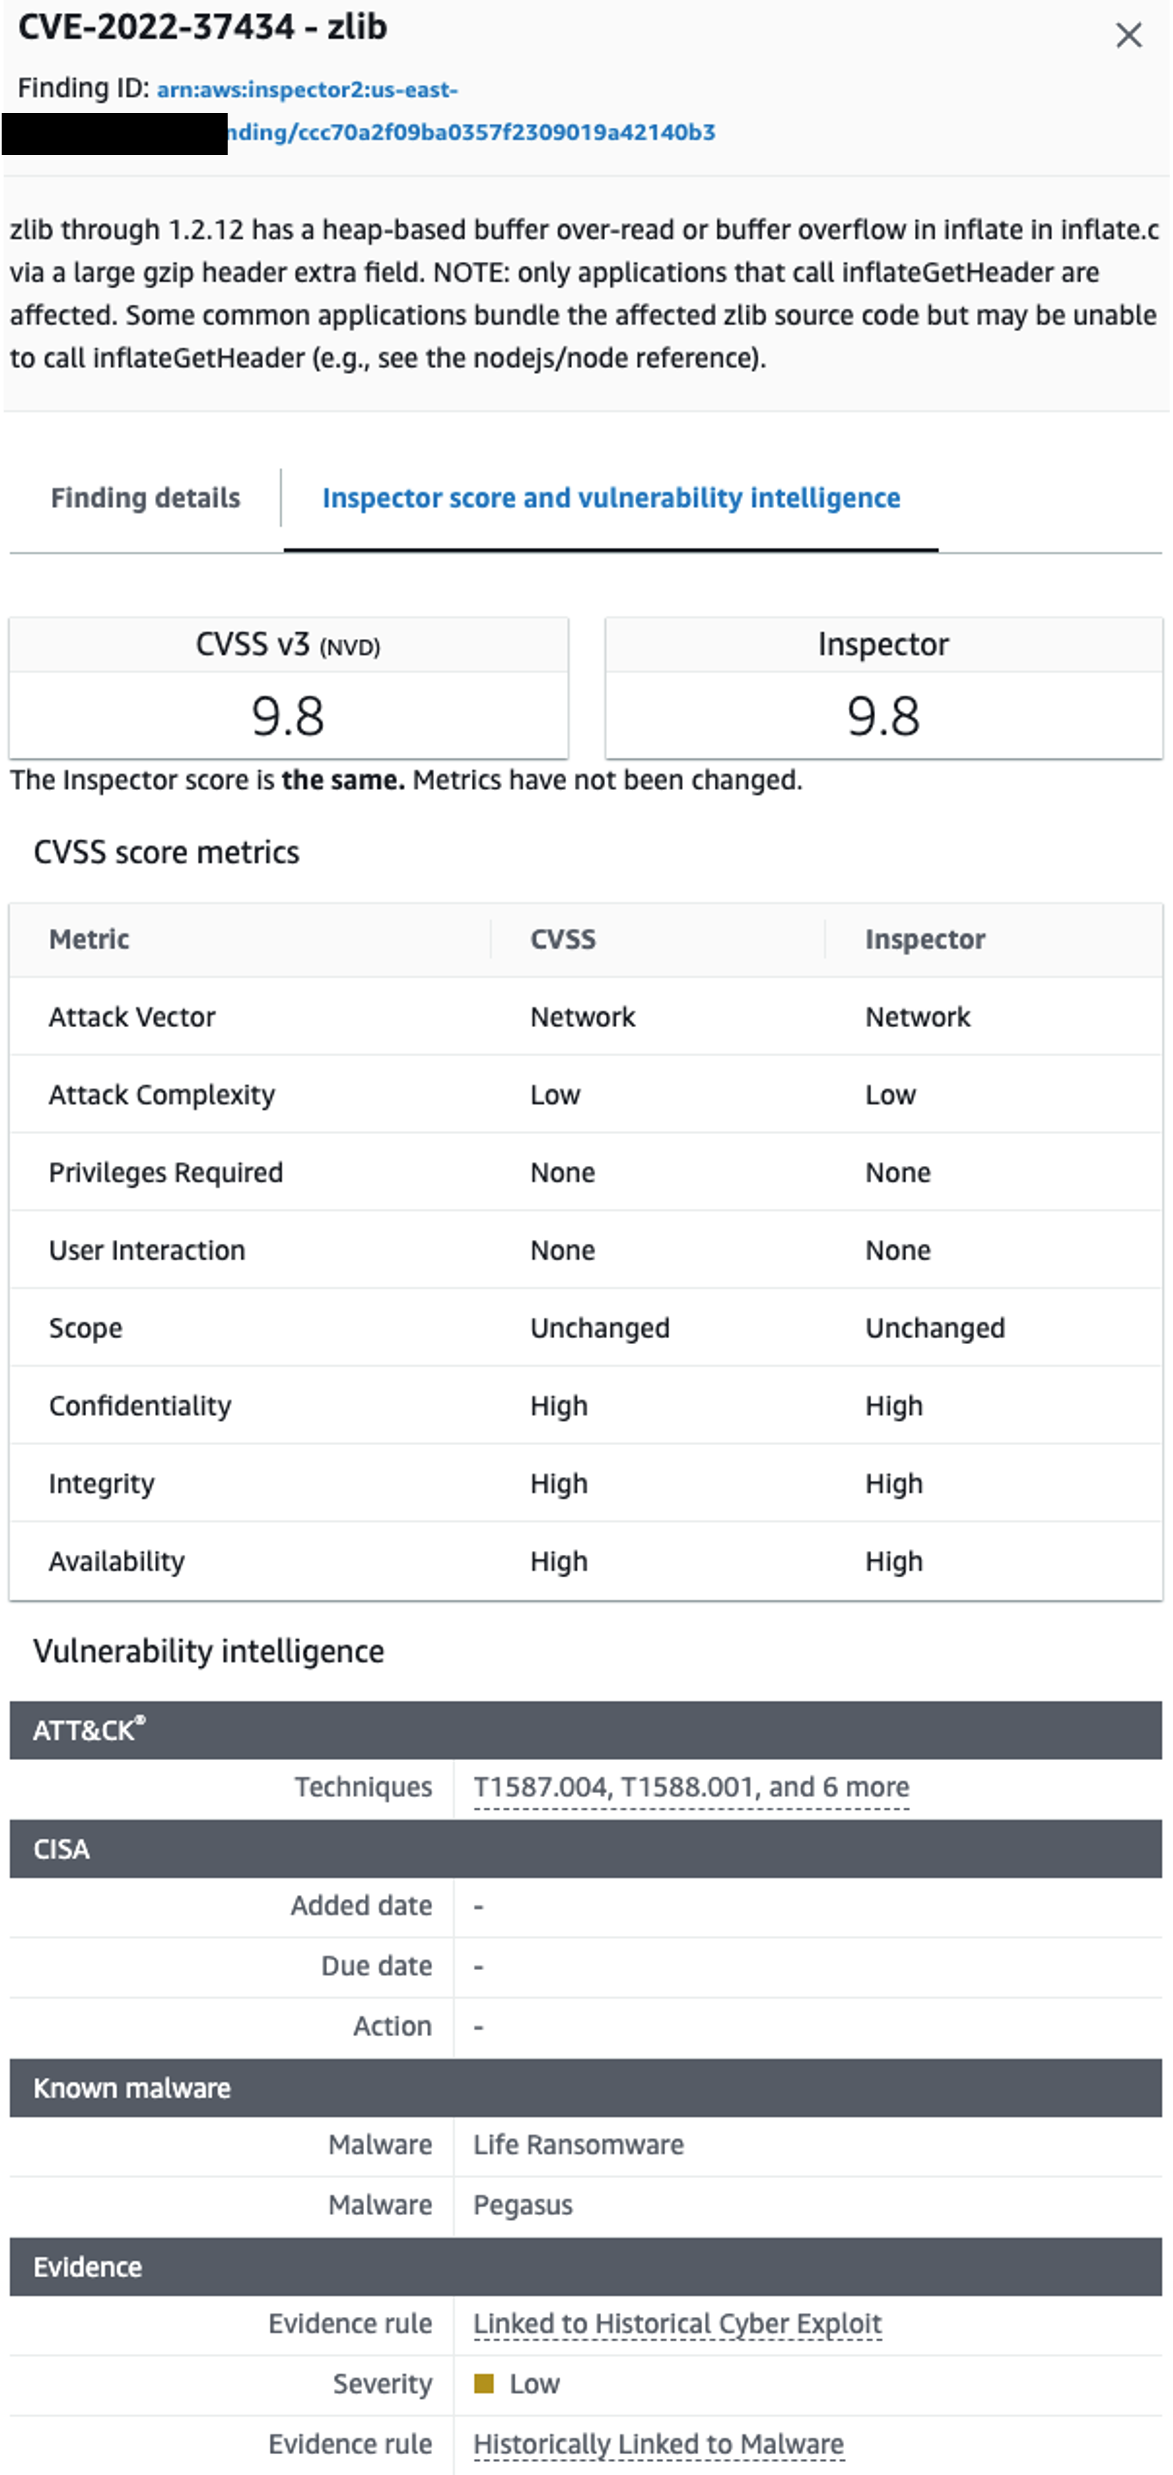 CVE-2022-37434 - zlib
Finding ID: arn:aws:inspector2:us-east-
nding/ccc70a2f09ba0357f2309019a42140b3
zlib through 1.2.12 has a heap-based buffer over-read or buffer overflow in inflate in inflate.c
via a large gzip header extra field. NOTE: only applications that call inflateGetHeader are
affected. Some common applications bundle the affected zlib source code but may be unable
to call inflateGetHeader (e.g., see the nodejs/node reference).
Finding details Inspector score and vulnerability intelligence
CVSS v3 (NVD) Inspector
9.8 9.8
The Inspector score is the same. Metrics have not been changed.
CVSS score metrics
Metric CVSS Inspector
Attack Vector Network Network
Attack Complexity Low Low
Privileges Required None None
User Interaction None None
Scope Unchanged Unchanged
Confidentiality High High
Integrity High High
Availability High High
Vulnerability intelligence
ATT&CK®
Techniques T1587.004, T1588.001, and 6 more
CISA
Added date -
Due date -
Action -
Known malware
Malware Life Ransomware
Malware Pegasus
Evidence
Evidence rule Linked to Historical Cyber Exploit
Severity Low
Evidence rule Historically Linked to Malware